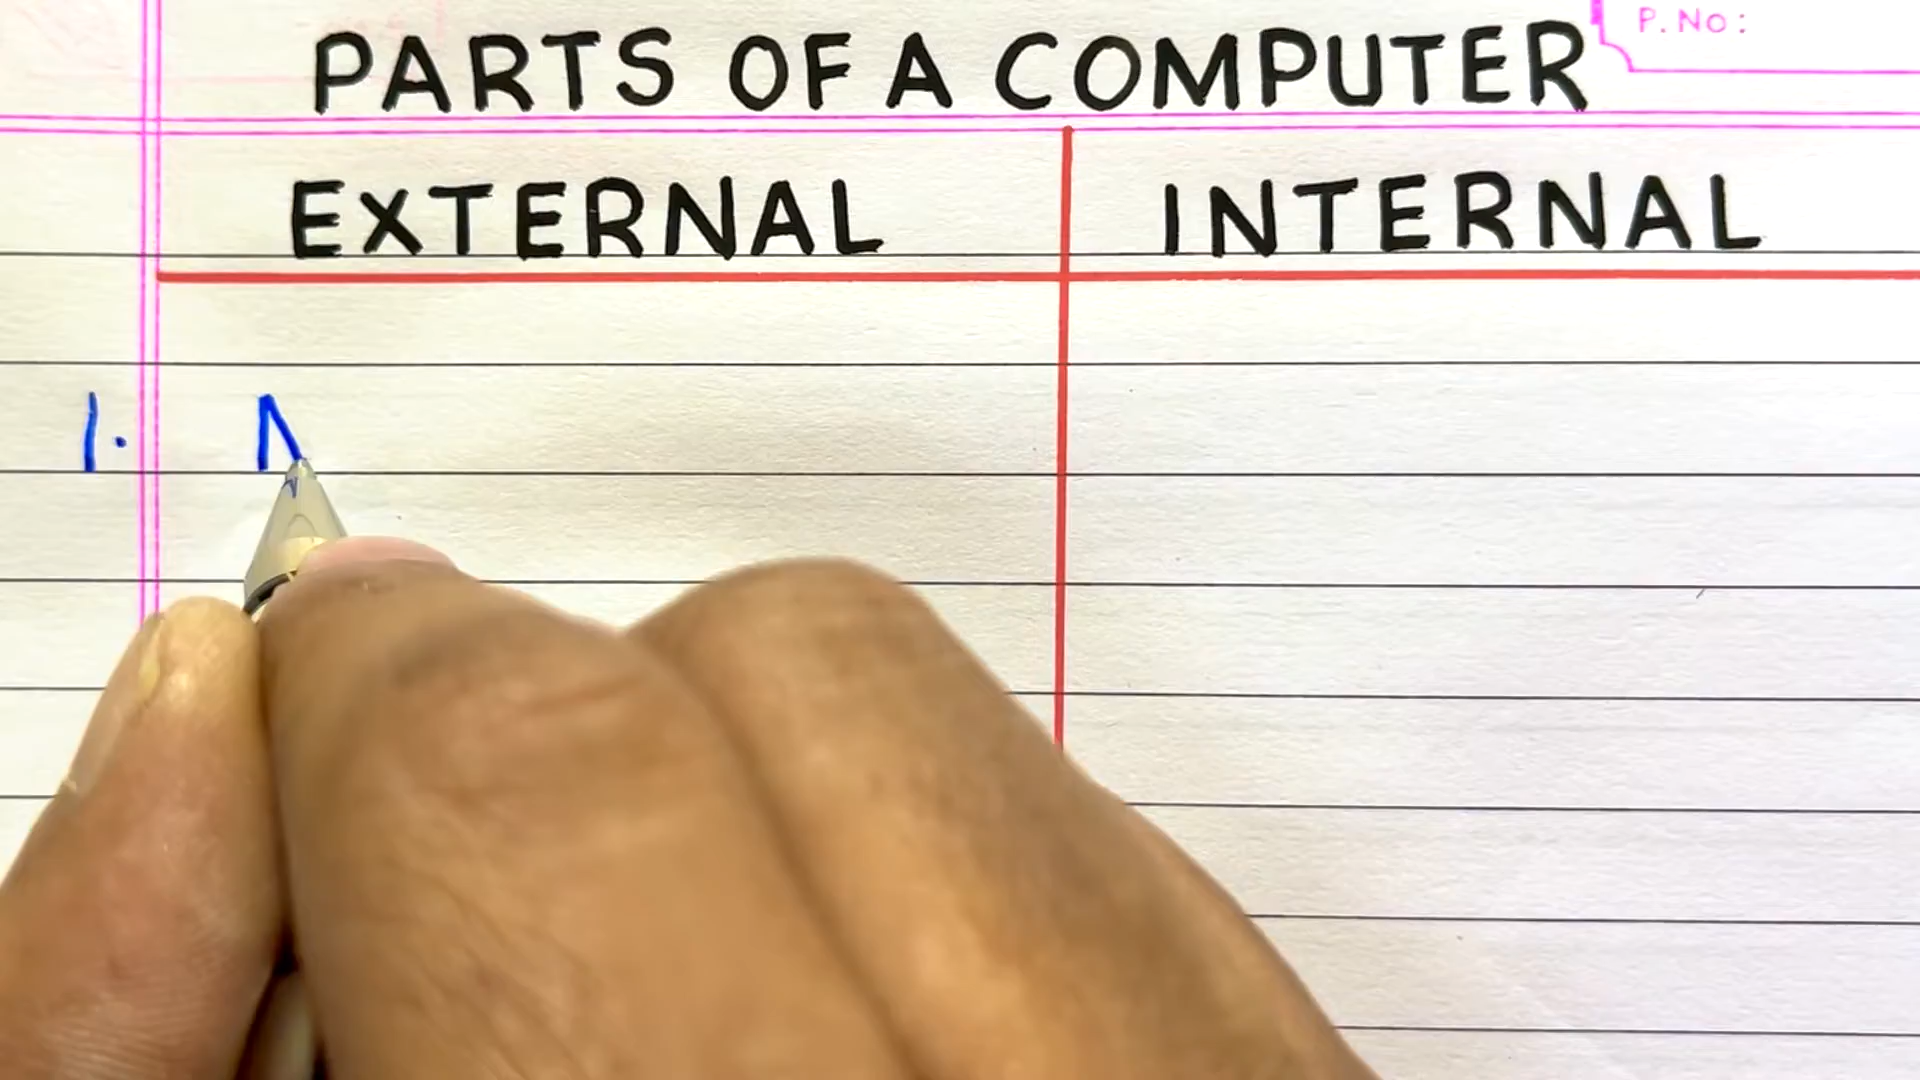 P. No:
PARTS OF A COMPUTER
EXTERNAL INTERNAL
1.